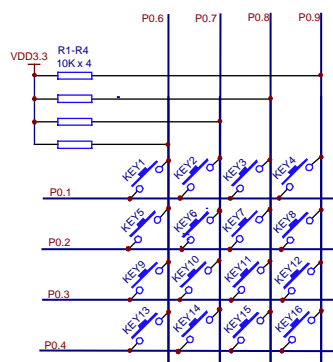 P0.6 P0.7 P0.8 P0.9
R1-R4
VDD3.3 10K x 4
KEY1 KEY2 KEY3 KEY4
P0.1
KEY5 KEY6 KEY7 KEY8
P0.2
KEY9 KEY10 KEY11 KEY12
P0.3
KEY13 KEY14 KEY15 KEY16
P0.4